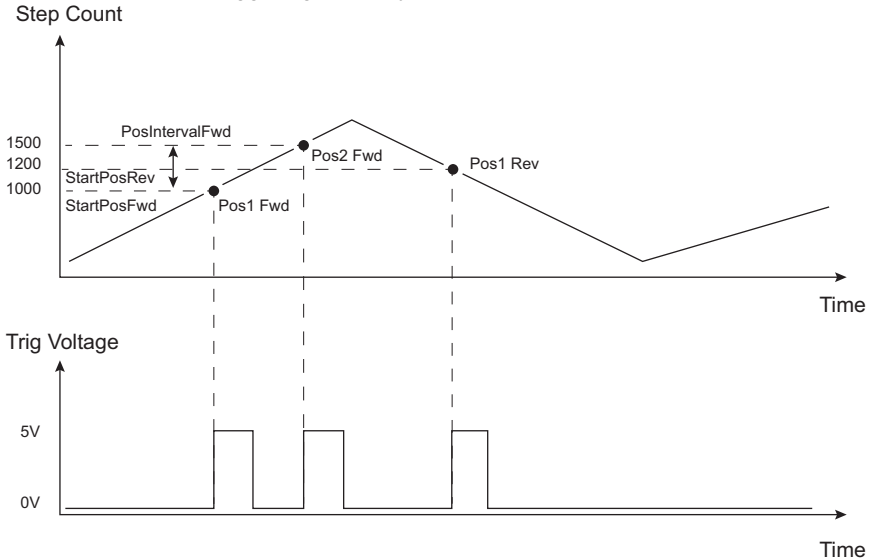 Step Count
1500
PosIntervalFwd
Pos2 Fwd
1200
Pos1 Rev
StartPosRev
1000
StartPosFwd
Pos1 Fwd
Time
Trig Voltage
5V
0V
Time